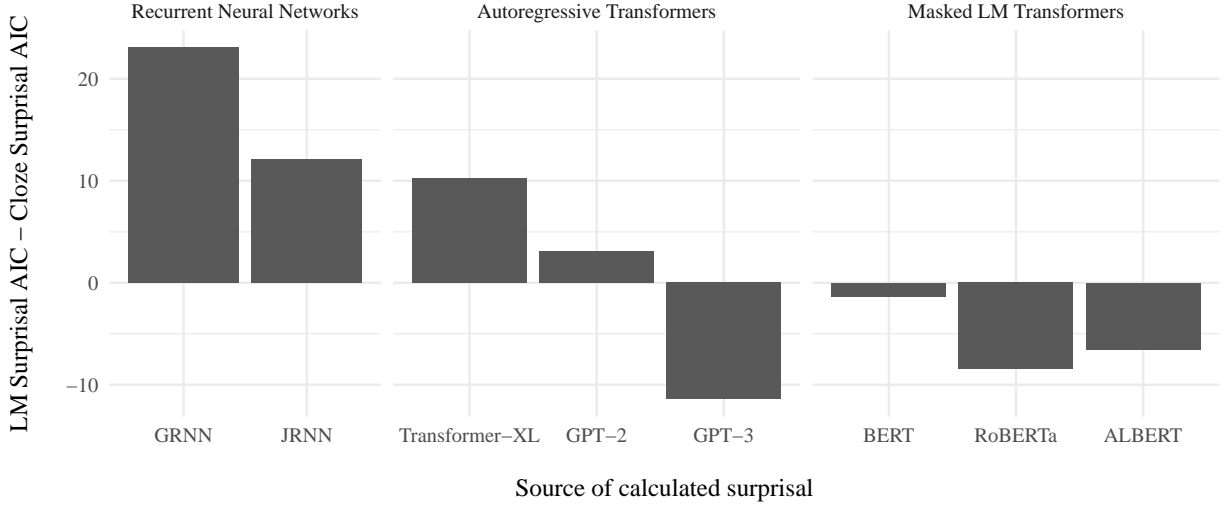 Recurrent Neural Networks
Autoregressive Transformers
Masked LM Transformers
LM Surprisal AIC − Cloze Surprisal AIC
20
10
0
−10
GRNN
JRNN
Transformer−XL
GPT−2
GPT−3
BERT
RoBERTa
ALBERT
Source of calculated surprisal